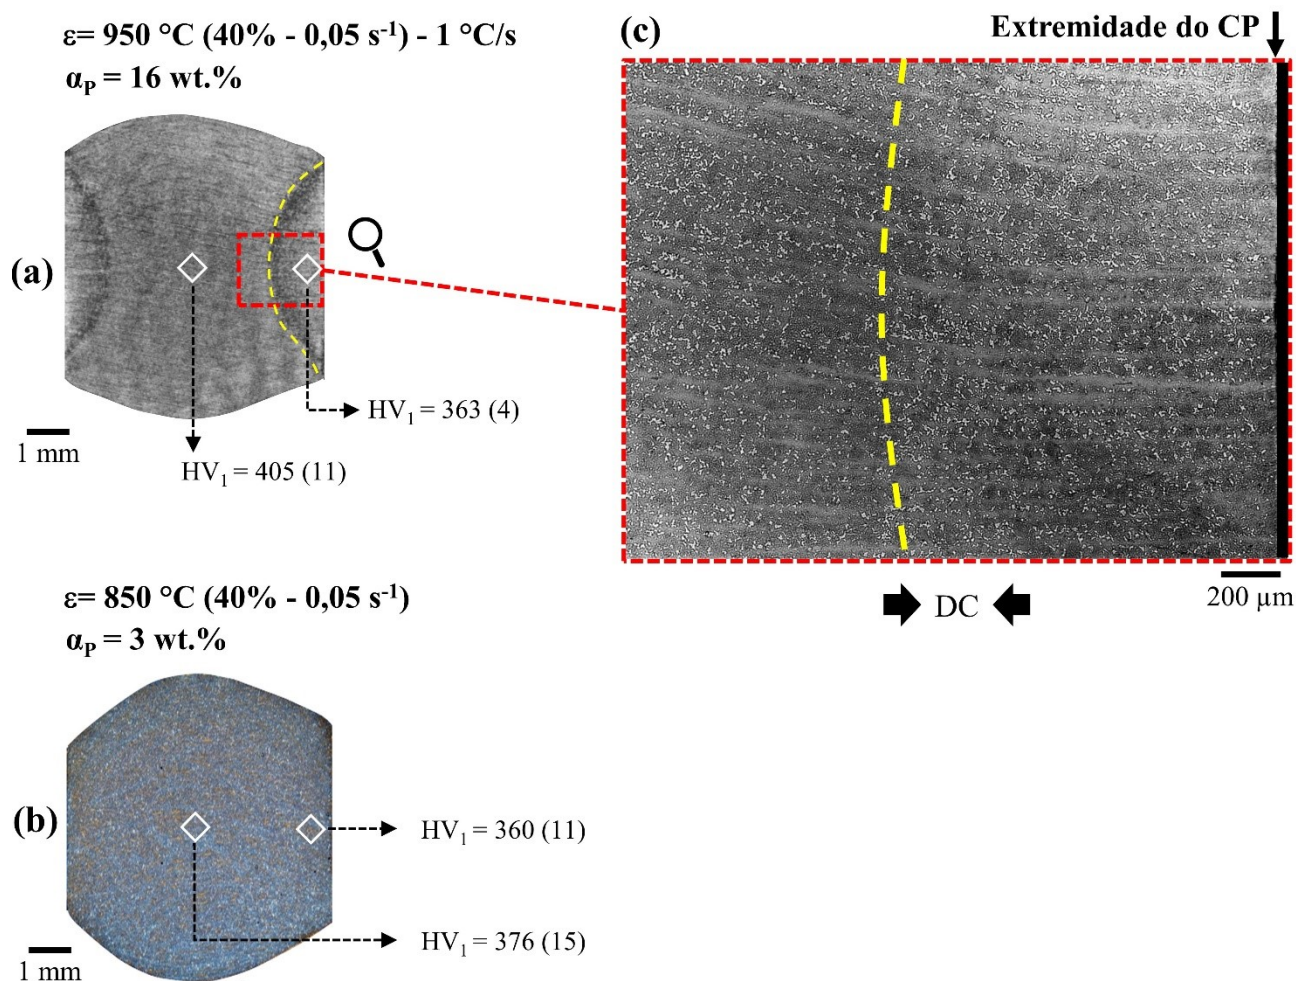 ε= 950 °C (40% - 0,05 s⁻¹) - 1 °C/s
αP = 16 wt.%
(a)
HV₁ = 363 (4)
1 mm
HV₁ = 405 (11)
(c)
Extremidade do CP
DC
200 µm
ε= 850 °C (40% - 0,05 s⁻¹)
αP = 3 wt.%
(b)
HV₁ = 360 (11)
HV₁ = 376 (15)
1 mm